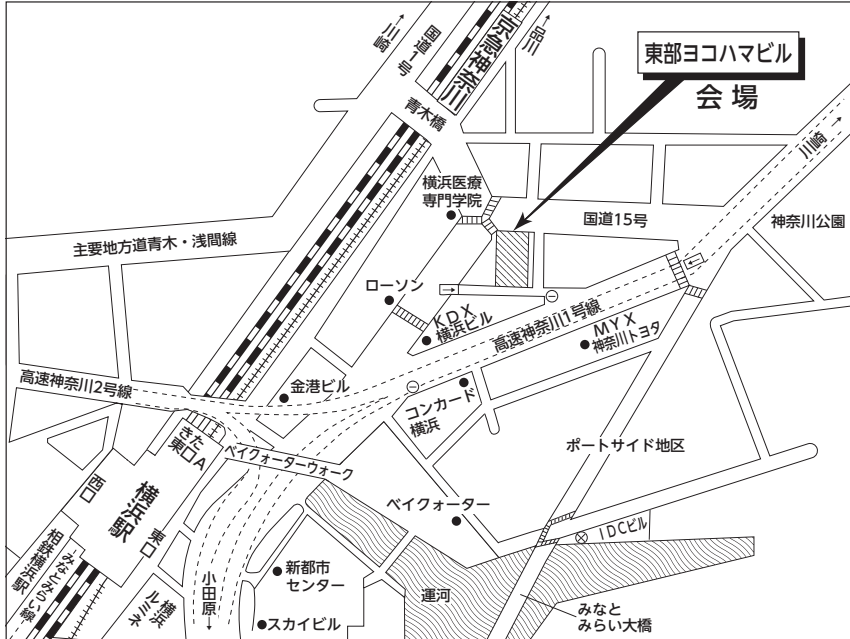 ↑川崎
国道1号
京急神奈川
↑品川
東部ヨコハマビル
会場
青木橋
川崎→
横浜医療
専門学院
国道15号
神奈川公園
主要地方道青木・浅間線
ローソン
KDX
横浜ビル
高速神奈川1号線
MYX
神奈川トヨタ
高速神奈川2号線
金港ビル
コンカード
横浜
きた
東口A
ベイクォーターウォーク
ポートサイド地区
西口
横浜駅
東口
ベイクォーター
IDCビル
みなとみらい線
相鉄横浜駅
新都市
センター
小田原↓
運河
横浜
ルミネ
スカイビル
みなと
みらい大橋